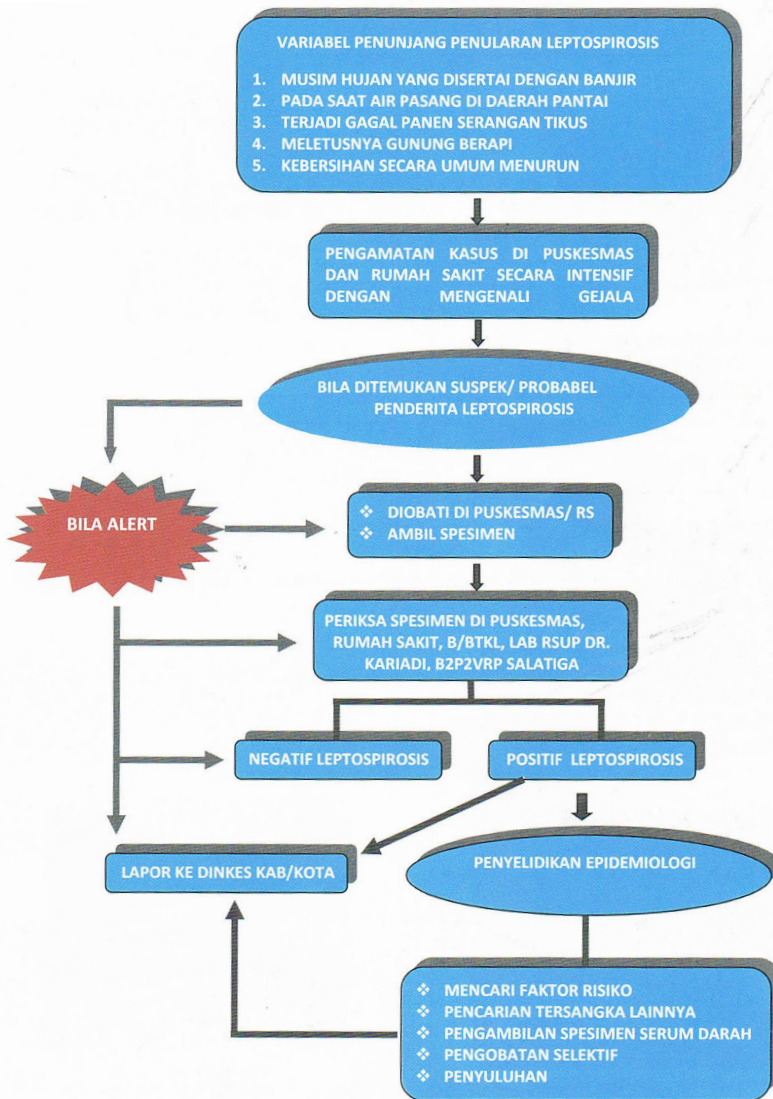 VARIABEL PENUNJANG PENULARAN LEPTOSPIROSIS
1. MUSIM HUJAN YANG DISERTAI DENGAN BANJIR
2. PADA SAAT AIR PASANG DI DAERAH PANTAI
3. TERJADI GAGAL PANEN SERANGAN TIKUS
4. MELETUSNYA GUNUNG BERAPI
5. KEBERSIHAN SECARA UMUM MENURUN
PENGAMATAN KASUS DI PUSKESMAS
DAN RUMAH SAKIT SECARA INTENSIF
DENGAN MENGENALI GEJALA
BILA DITEMUKAN SUSPEK/ PROBABEL
PENDERITA LEPTOSPIROSIS
BILA ALERT
❖ DIOBATI DI PUSKESMAS/ RS
❖ AMBIL SPESIMEN
PERIKSA SPESIMEN DI PUSKESMAS,
RUMAH SAKIT, B/BTKL, LAB RSUP DR.
KARIADI, B2P2VRP SALATIGA
NEGATIF LEPTOSPIROSIS
POSITIF LEPTOSPIROSIS
LAPOR KE DINKES KAB/KOTA
PENYELIDIKAN EPIDEMIOLOGI
❖ MENCARI FAKTOR RISIKO
❖ PENCARIAN TERSANGKA LAINNYA
❖ PENGAMBILAN SPESIMEN SERUM DARAH
❖ PENGOBATAN SELEKTIF
❖ PENYULUHAN